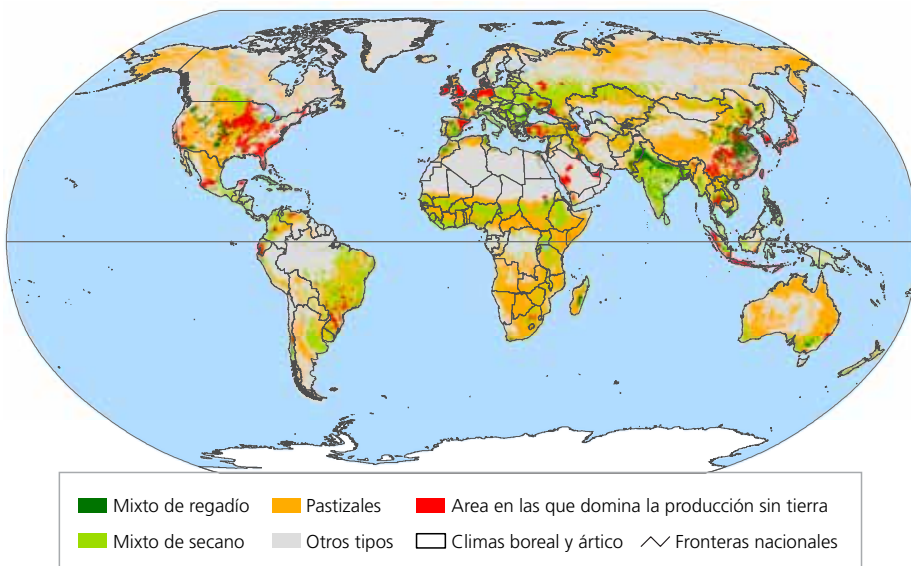 Mixto de regadío
Pastizales
Area en las que domina la producción sin tierra
Mixto de secano
Otros tipos
Climas boreal y ártico
Fronteras nacionales